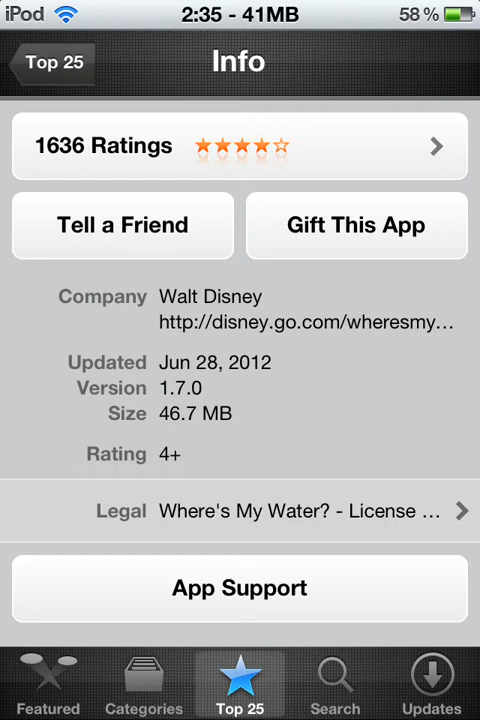 iPod 2:35 - 41MB 58%
Top 25 Info
1636 Ratings
Tell a Friend Gift This App
Company Walt Disney
http://disney.go.com/wheresmy...
Updated Jun 28, 2012
Version 1.7.0
Size 46.7 MB
Rating 4+
Legal Where's My Water? - License ...
App Support
Featured Categories Top 25 Search Updates